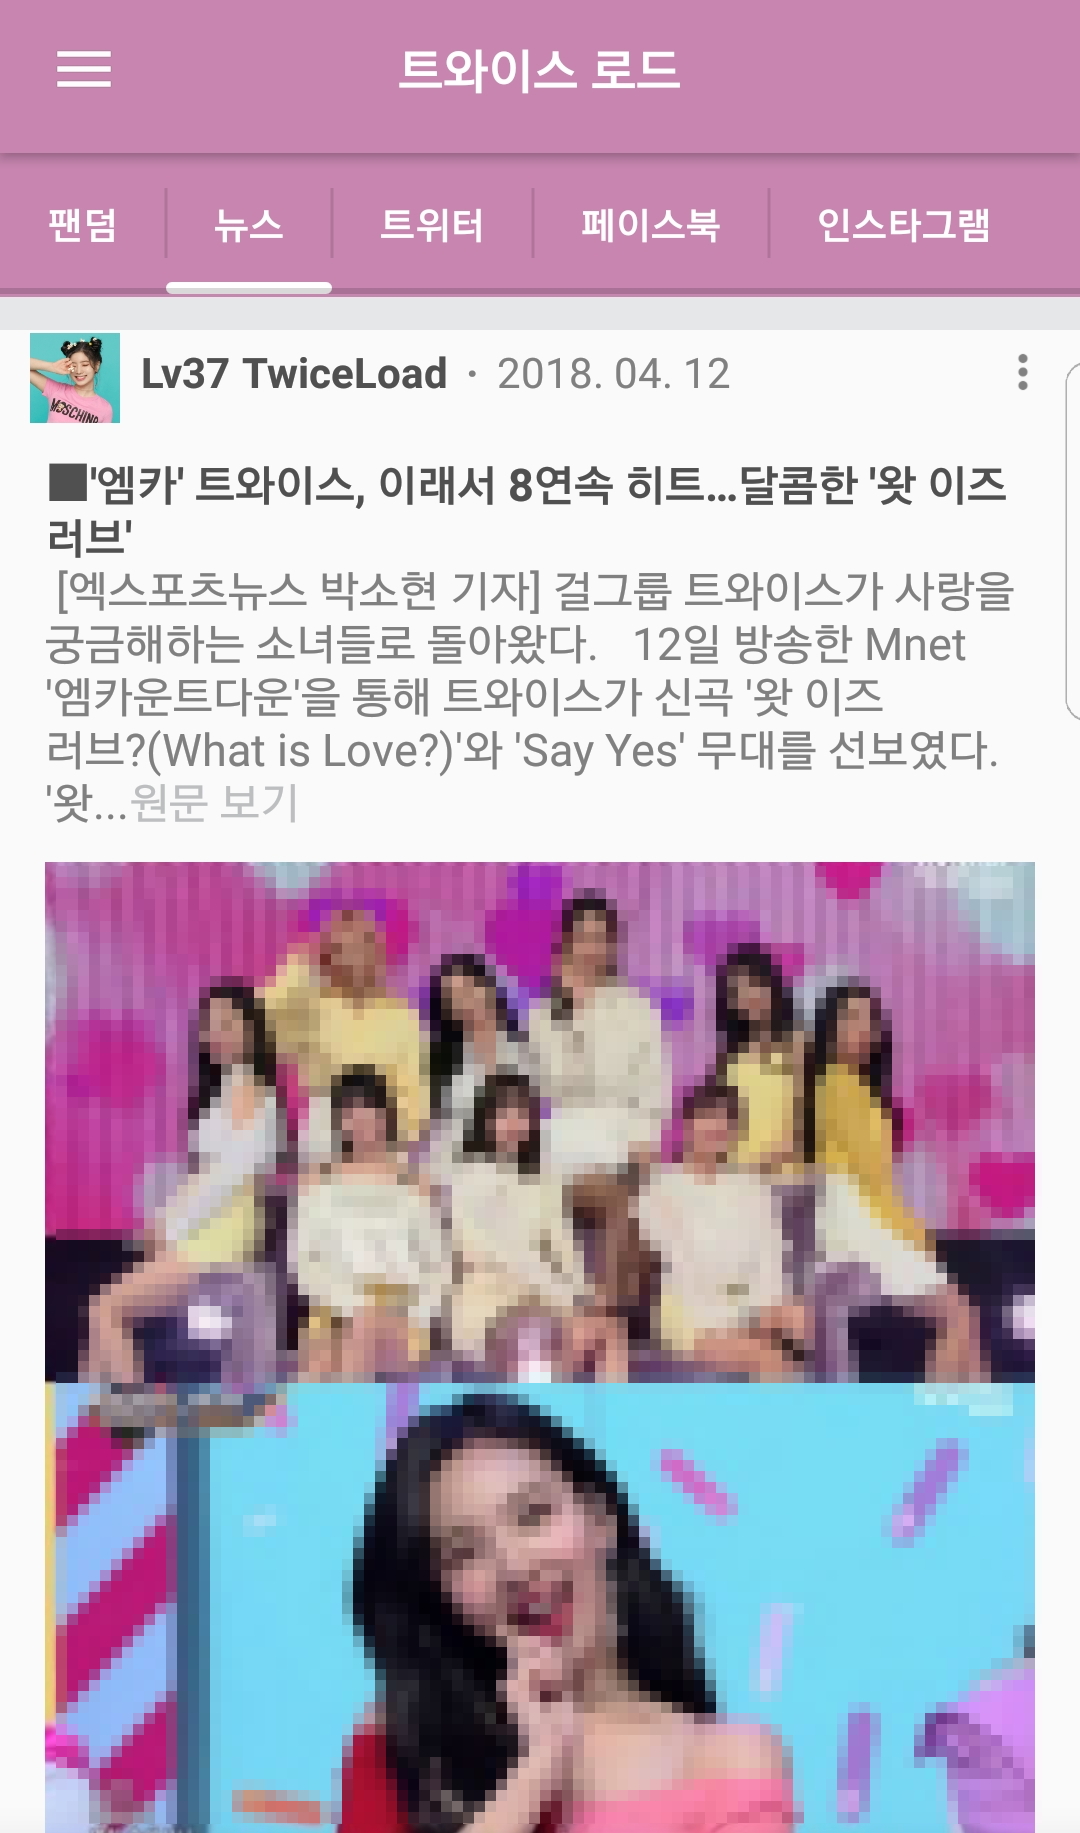 트와이스 로드
팬덤 뉴스 트위터 페이스북 인스타그램
MOSCHINO
Lv37 TwiceLoad · 2018. 04. 12
■'엠카' 트와이스, 이래서 8연속 히트...달콤한 '왓 이즈
러브'
[엑스포츠뉴스 박소현 기자] 걸그룹 트와이스가 사랑을
궁금해하는 소녀들로 돌아왔다. 12일 방송한 Mnet
'엠카운트다운'을 통해 트와이스가 신곡 '왓 이즈
러브?(What is Love?)'와 'Say Yes' 무대를 선보였다.
'왓...원문 보기